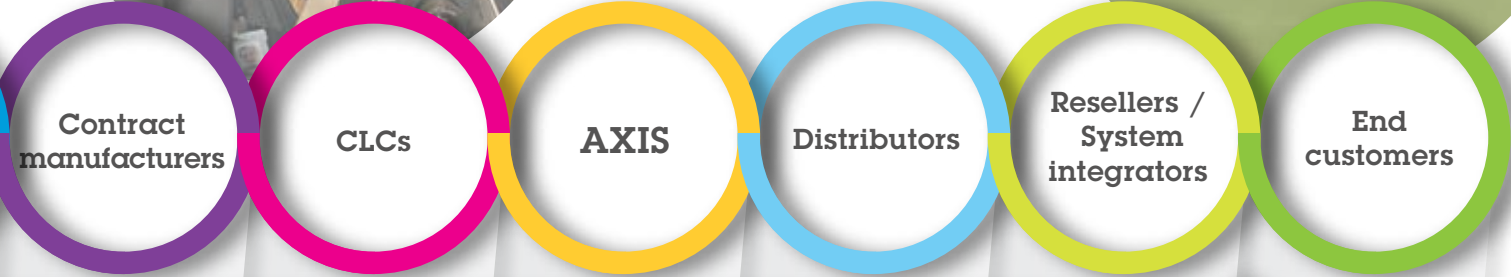 Contract
manufacturers
CLCs
AXIS
Distributors
Resellers /
System
integrators
End
customers